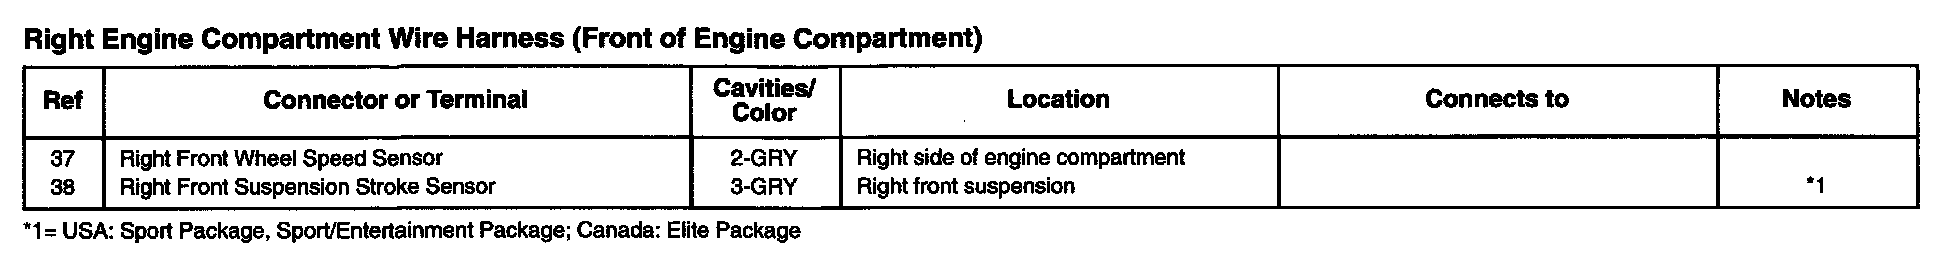 Right Engine Compartment Wire Harness (Front of Engine Compartment)
Ref Connector or Terminal Cavities/ Color Location Connects to Notes
37 Right Front Wheel Speed Sensor 2-GRY Right side of engine compartment
38 Right Front Suspension Stroke Sensor 3-GRY Right front suspension *1
*1= USA: Sport Package, Sport/Entertainment Package; Canada: Elite Package